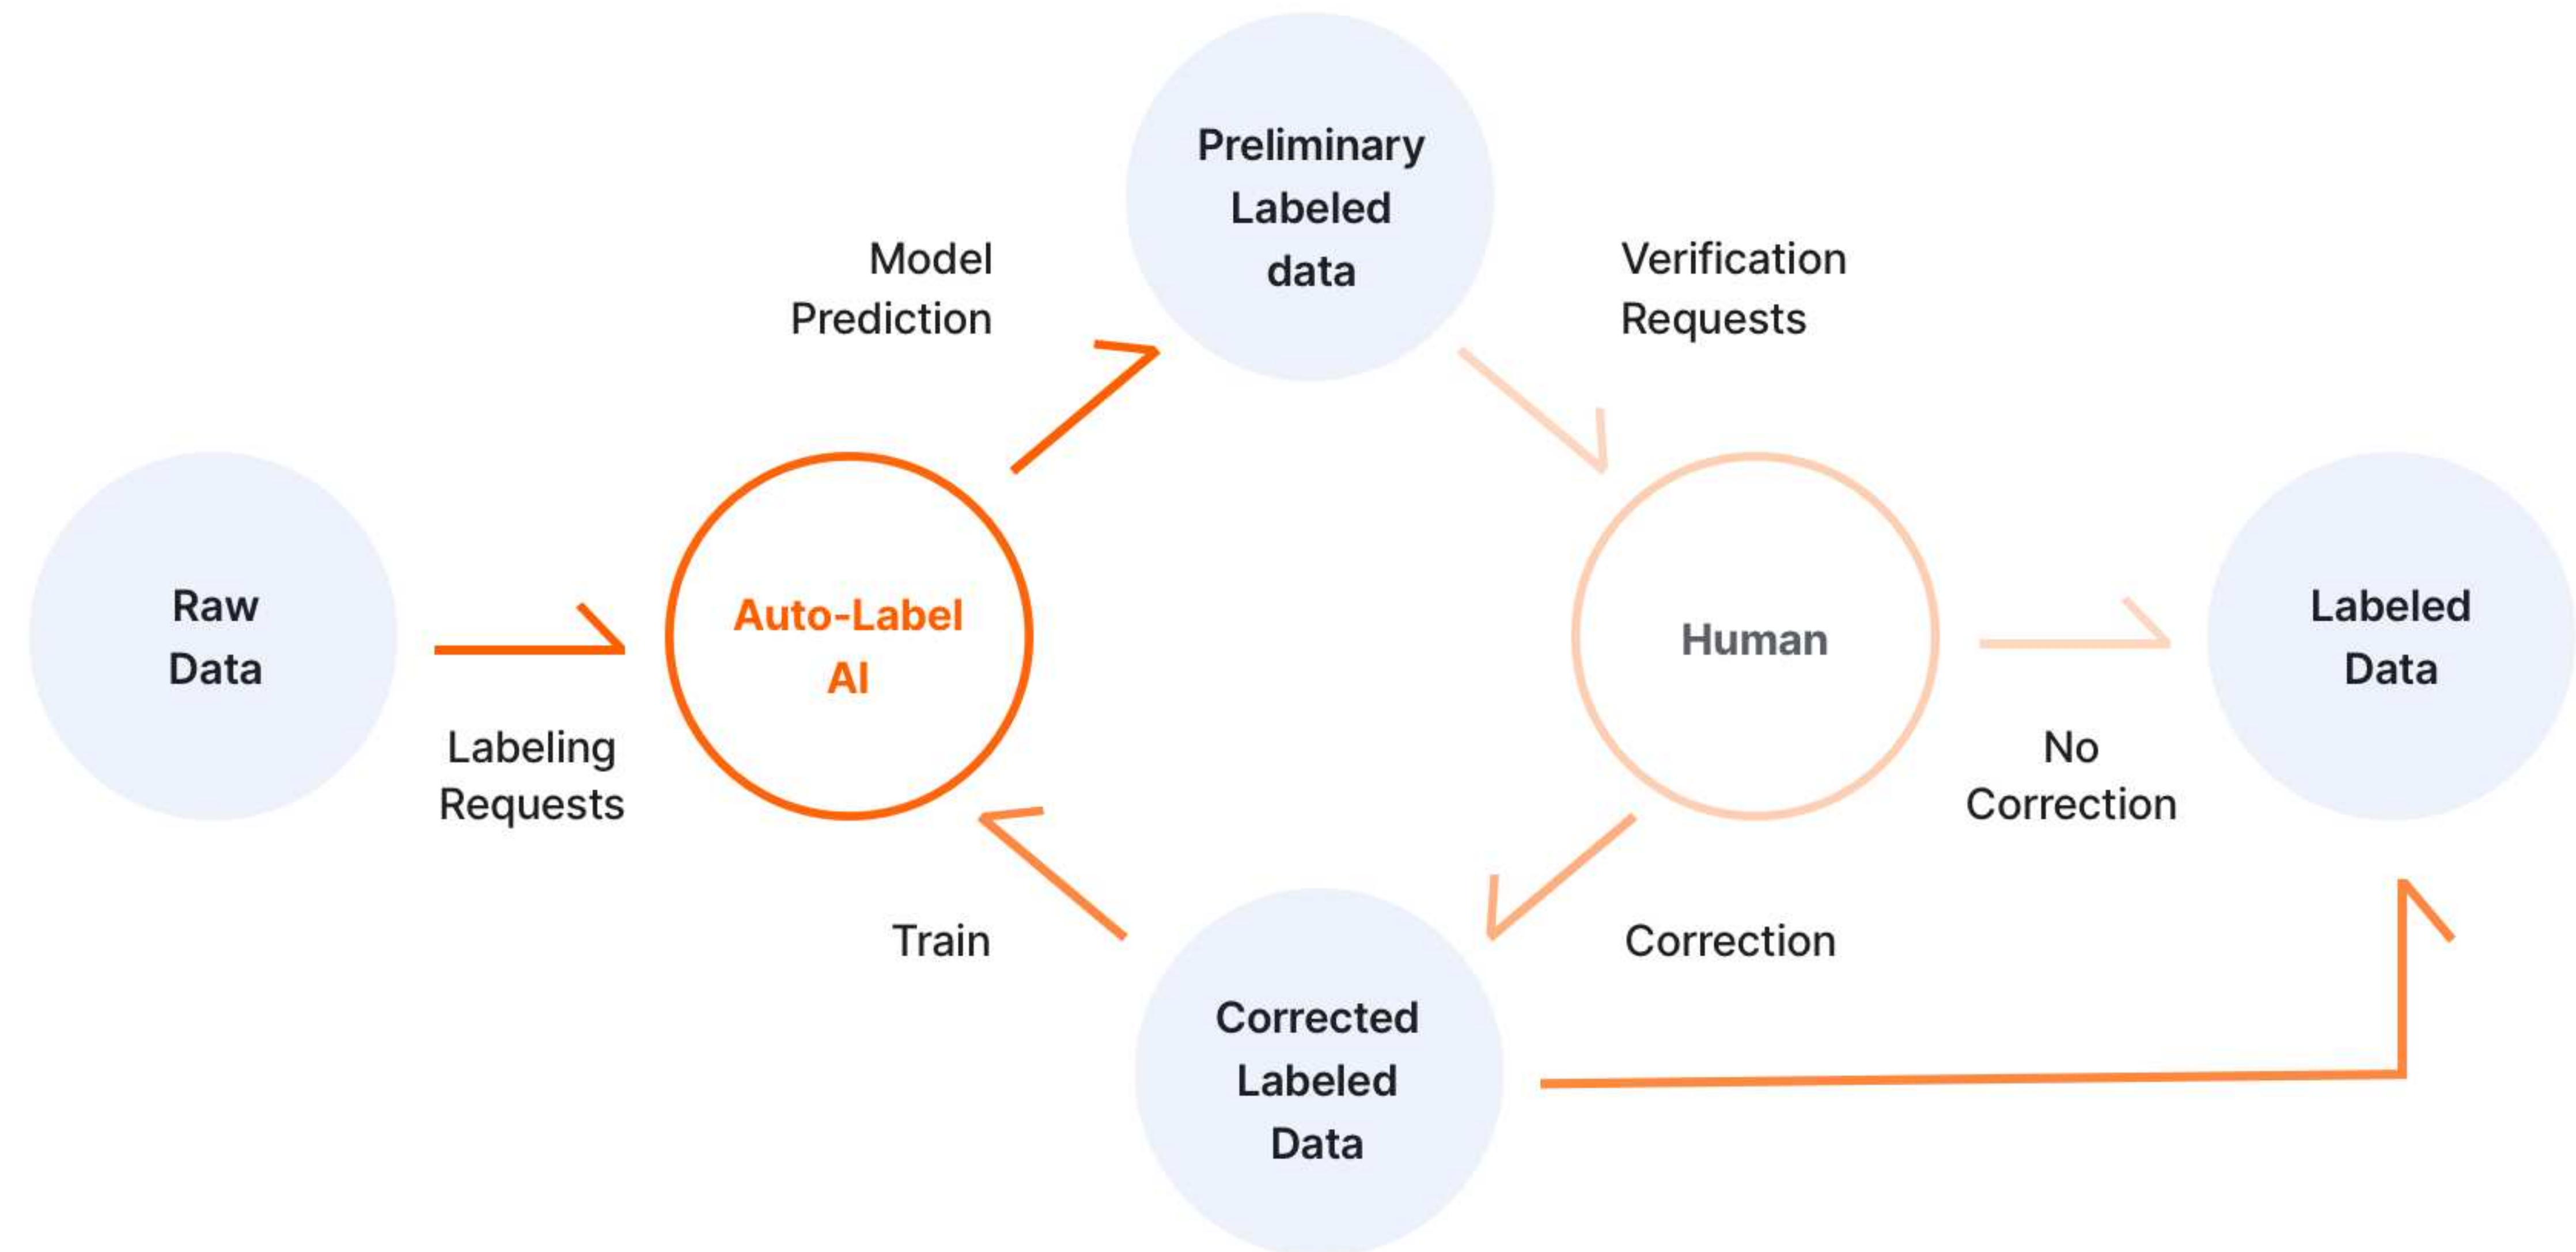 Preliminary
Labeled
data
Model
Prediction
Verification
Requests
Raw
Data
Labeling
Requests
Auto-Label
AI
Human
No
Correction
Labeled
Data
Train
Correction
Corrected
Labeled
Data